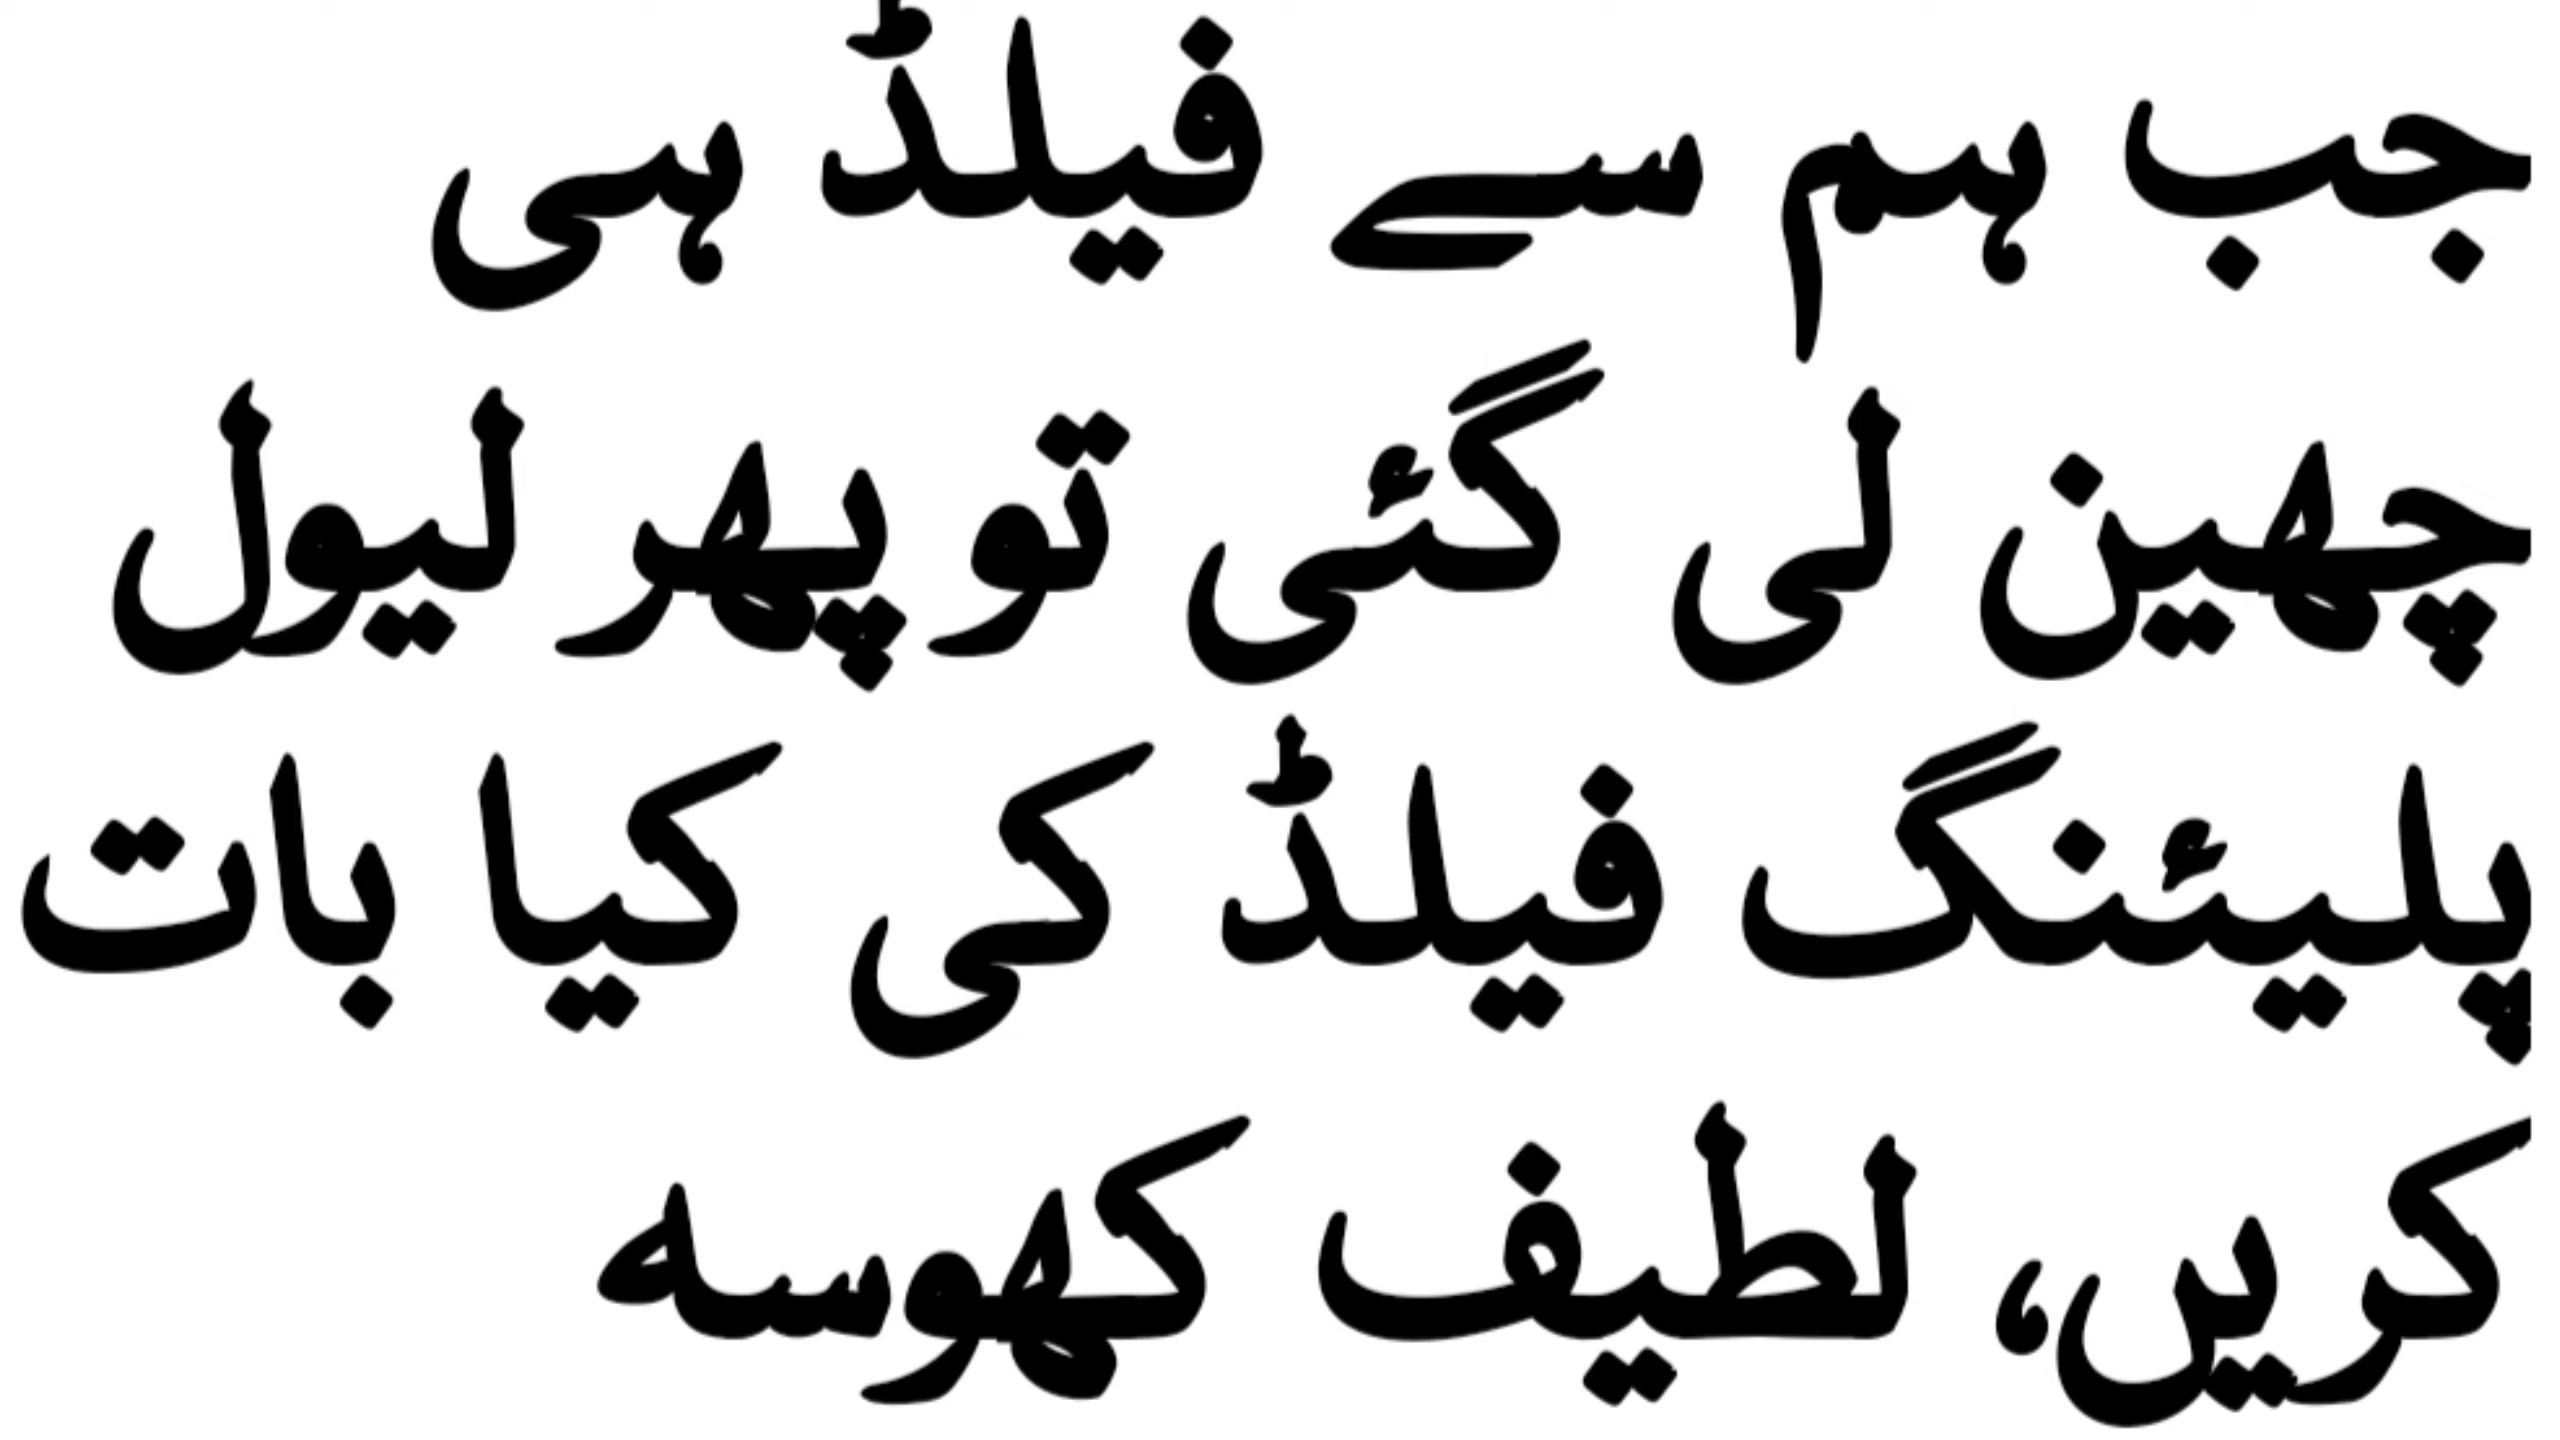 جب ہم سے فیلڈ ہی
چھین لی گئی تو پھر لیول
پلیئنگ فیلڈ کی کیا بات
کریں، لطیف کھوسہ